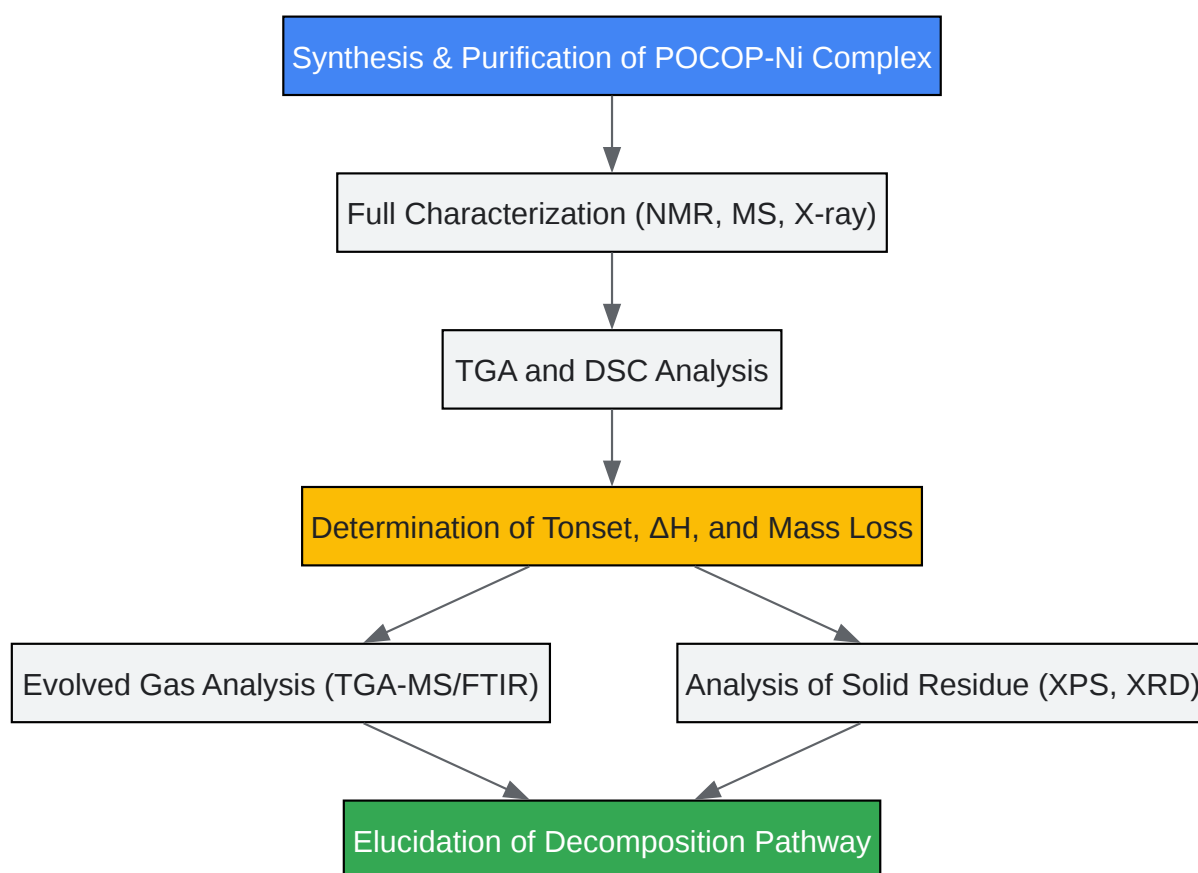 Synthesis & Purification of POCOP-Ni Complex
Full Characterization (NMR, MS, X-ray)
TGA and DSC Analysis
Determination of Tonset, ΔH, and Mass Loss
Evolved Gas Analysis (TGA-MS/FTIR)
Analysis of Solid Residue (XPS, XRD)
Elucidation of Decomposition Pathway